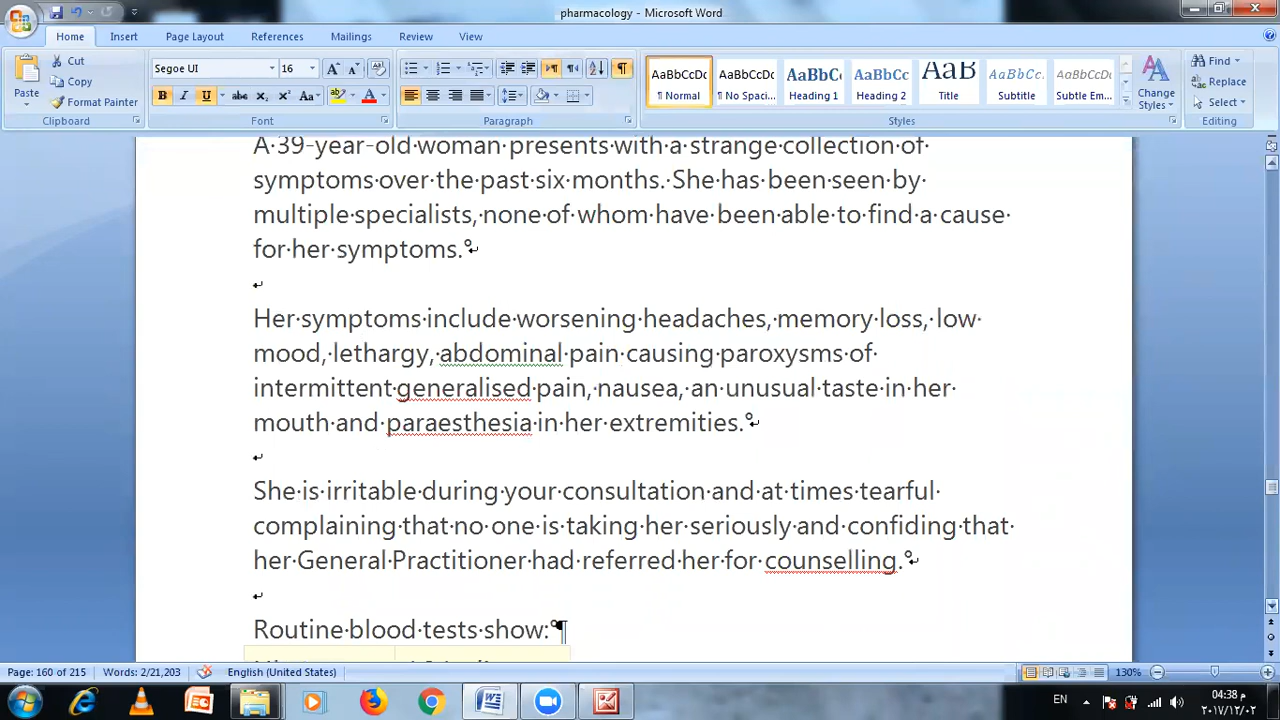 pharmacology - Microsoft Word
Home Insert Page Layout References Mailings Review View
Paste Cut Copy Format Painter Clipboard
Segoe UI 16 Font
Paragraph
AaBbCcDc ¶ Normal AaBbCcDc ¶ No Spaci... AaBbC Heading 1 AaBbCc Heading 2 AaB Title AaBbCc. Subtitle AaBbCcDc Subtle Em... Change Styles Styles
Find Replace Select Editing
A 39-year-old woman presents with a strange collection of
symptoms over the past six months. She has been seen by
multiple specialists, none of whom have been able to find a cause
for her symptoms.
Her symptoms include worsening headaches, memory loss, low
mood, lethargy, abdominal pain causing paroxysms of
intermittent generalised pain, nausea, an unusual taste in her
mouth and paraesthesia in her extremities.
She is irritable during your consultation and at times tearful
complaining that no one is taking her seriously and confiding that
her General Practitioner had referred her for counselling.
Routine blood tests show:¶
Page: 160 of 215 Words: 2/21,203 English (United States) 130%
EN 04:38 م
٢٠١٧/١٢/٠٢